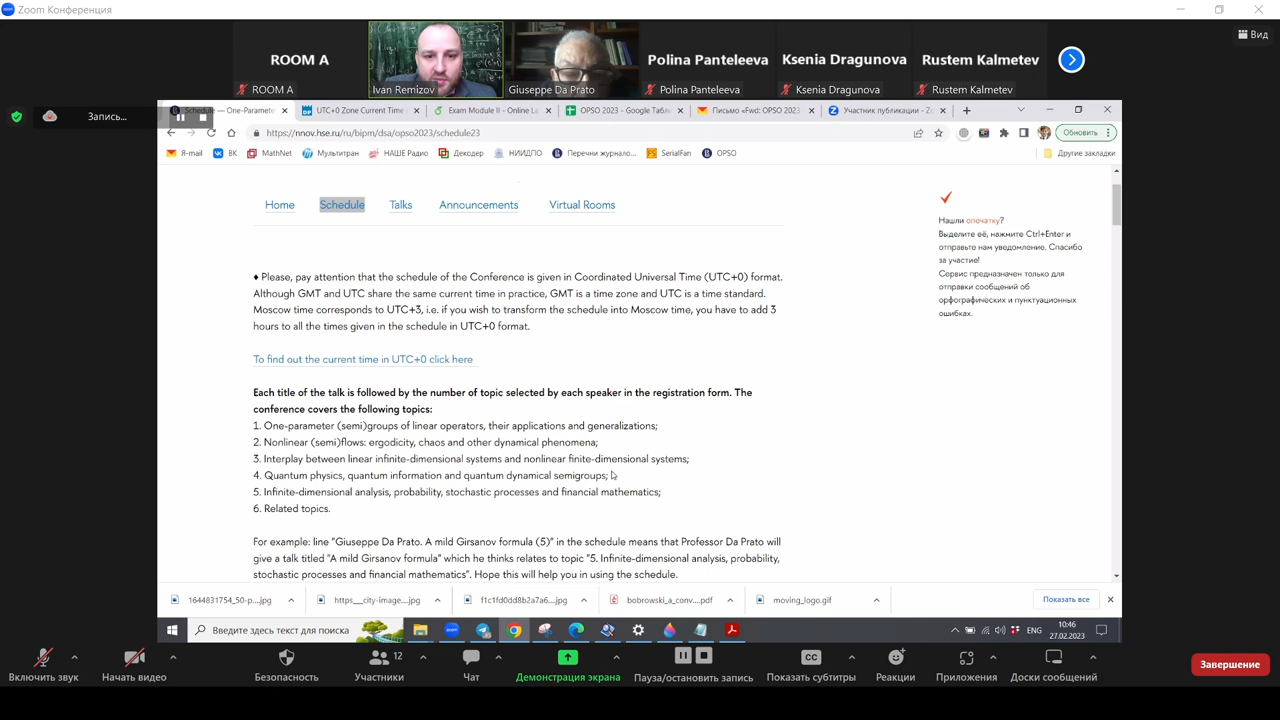 Zoom Конференция
ROOM A
Polina Panteleeva
Ksenia Dragunova
Rustem Kalmetev
Вид
ROOM A
Ivan Remizov
Giuseppe Da Prato
Polina Panteleeva
Ksenia Dragunova
Rustem Kalmetev
Запись...
Schedule — One-Paramete
UTC+0 Zone Current Time
Exam Module II - Online L
OPSO 2023 - Google Табл
Письмо «Fwd: OPSO 2023
Участник публикации - Zo
https://nnov.hse.ru/ru/bipm/dsa/opso2023/schedule23
Обновить
Я-mail
ВК
MathNet
Мультитран
НАШЕ Радио
Декодер
НИИДПО
Перечни журнало...
SerialFan
OPSO
Другие закладки
Home
Schedule
Talks
Announcements
Virtual Rooms
♦ Please, pay attention that the schedule of the Conference is given in Coordinated Universal Time (UTC+0) format.
Although GMT and UTC share the same current time in practice, GMT is a time zone and UTC is a time standard.
Moscow time corresponds to UTC+3, i.e. if you wish to transform the schedule into Moscow time, you have to add 3
hours to all the times given in the schedule in UTC+0 format.
To find out the current time in UTC+0 click here
Each title of the talk is followed by the number of topic selected by each speaker in the registration form. The
conference covers the following topics:
1. One-parameter (semi)groups of linear operators, their applications and generalizations;
2. Nonlinear (semi)flows: ergodicity, chaos and other dynamical phenomena;
3. Interplay between linear infinite-dimensional systems and nonlinear finite-dimensional systems;
4. Quantum physics, quantum information and quantum dynamical semigroups;
5. Infinite-dimensional analysis, probability, stochastic processes and financial mathematics;
6. Related topics.
For example: line "Giuseppe Da Prato. A mild Girsanov formula (5)" in the schedule means that Professor Da Prato will
give a talk titled "A mild Girsanov formula" which he thinks relates to topic "5. Infinite-dimensional analysis, probability,
stochastic processes and financial mathematics". Hope this will help you in using the schedule.
Нашли опечатку?
Выделите её, нажмите Ctrl+Enter и
отправьте нам уведомление. Спасибо
за участие!
Сервис предназначен только для
отправки сообщений об
орфографических и пунктуационных
ошибках.
1644831754_50-p....jpg
https___city-image....jpg
f1c1fd0dd8b2a7a6....jpg
bobrowski_a_conv....pdf
moving_logo.gif
Показать все
Введите здесь текст для поиска
ENG
10:46
27.02.2023
Включить звук
Начать видео
Безопасность
12
Участники
Чат
Демонстрация экрана
Пауза/остановить запись
CC
Показать субтитры
Реакции
Приложения
Доски сообщений
Завершение